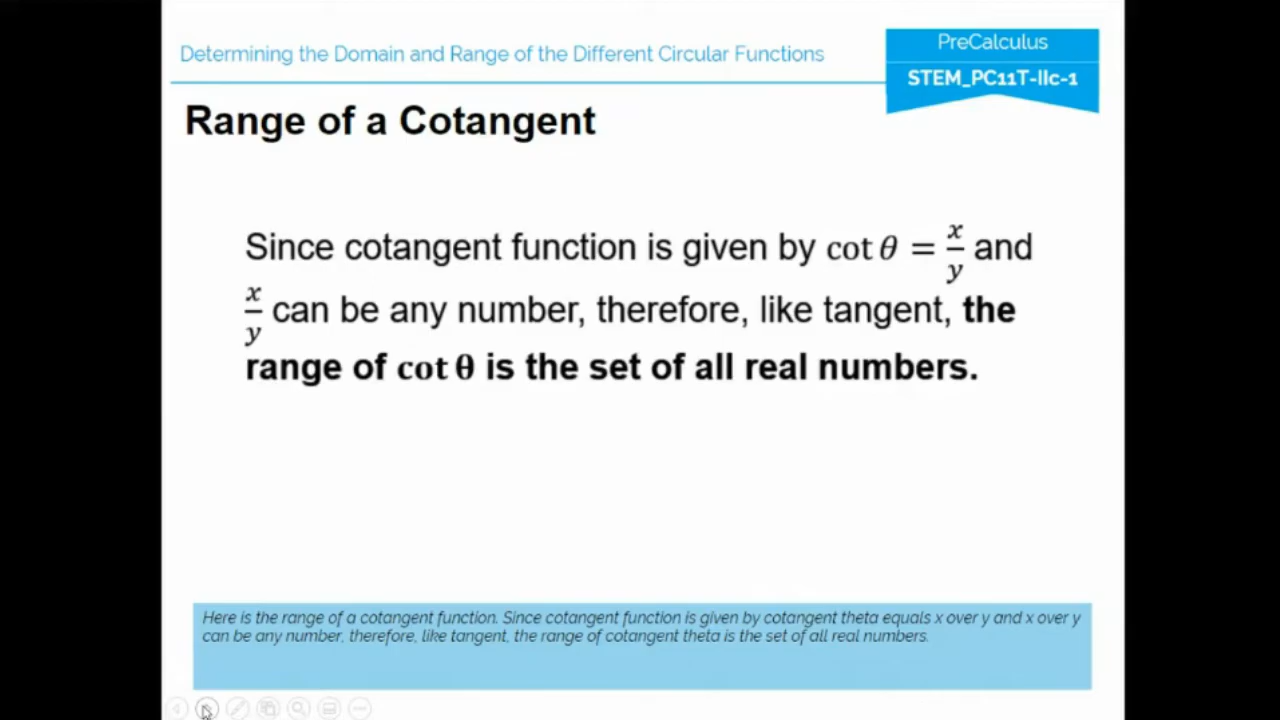 Determining the Domain and Range of the Different Circular Functions
PreCalculus
STEM_PC11T-IIc-1
Range of a Cotangent
Since cotangent function is given by cot θ = x/y and
x/y can be any number, therefore, like tangent, the
range of cot θ is the set of all real numbers.
Here is the range of a cotangent function. Since cotangent function is given by cotangent theta equals x over y and x over y
can be any number, therefore, like tangent, the range of cotangent theta is the set of all real numbers.